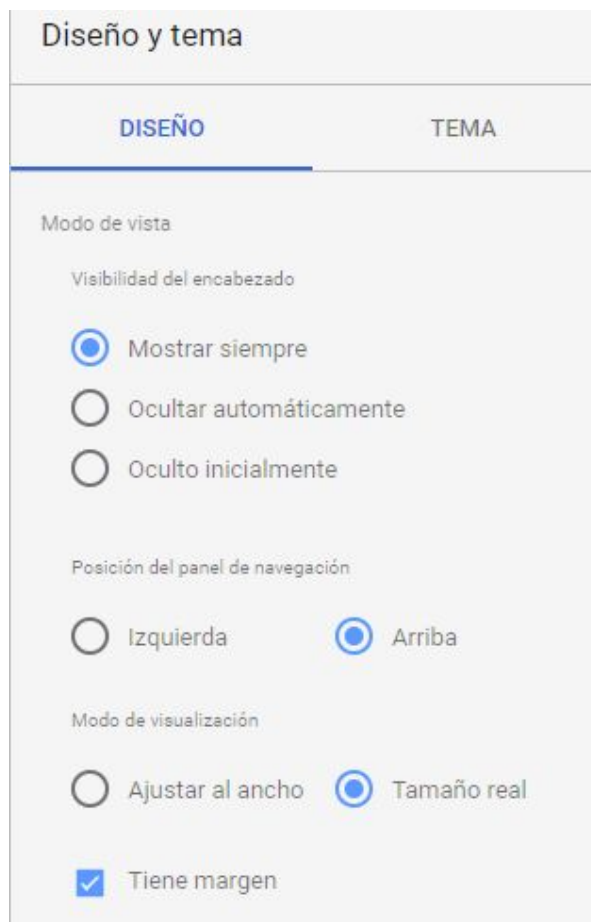 Diseño y tema
DISEÑO TEMA
Modo de vista
Visibilidad del encabezado
Mostrar siempre
Ocultar automáticamente
Oculto inicialmente
Posición del panel de navegación
Izquierda Arriba
Modo de visualización
Ajustar al ancho Tamaño real
Tiene margen